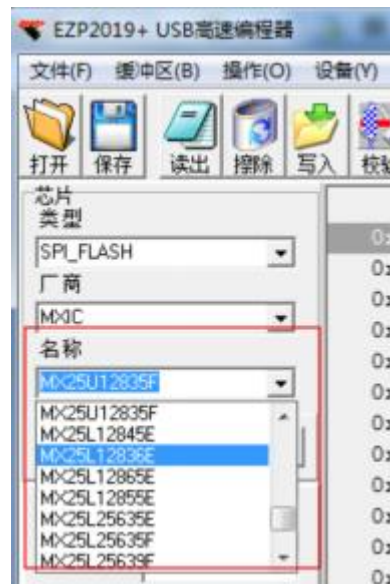 EZP2019+ USB高速编程器
文件(F) 缓冲区(B) 操作(O) 设备(Y)
打开 保存 读出 擦除 写入 校验
芯片
类型
SPI_FLASH
厂商
MXIC
名称
MX25U12835F
MX25U12835F
MX25L12845E
MX25L12836E
MX25L12865E
MX25L12855E
MX25L25635E
MX25L25635F
MX25L25639F